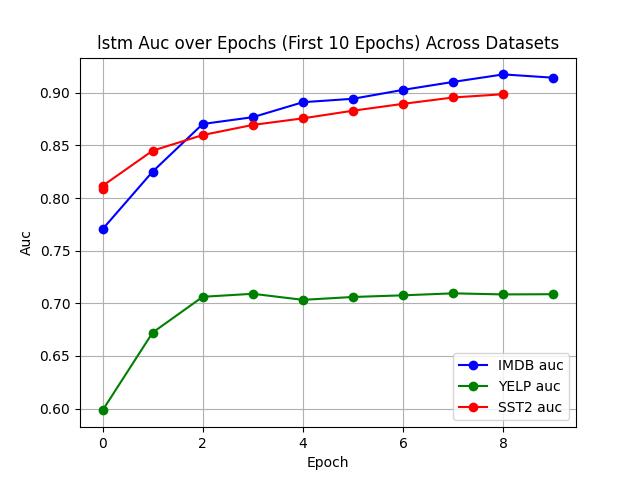 lstm Auc over Epochs (First 10 Epochs) Across Datasets
Auc
0.90
0.85
0.80
0.75
0.70
0.65
0.60
IMDB auc
YELP auc
SST2 auc
0 2 4 6 8
Epoch